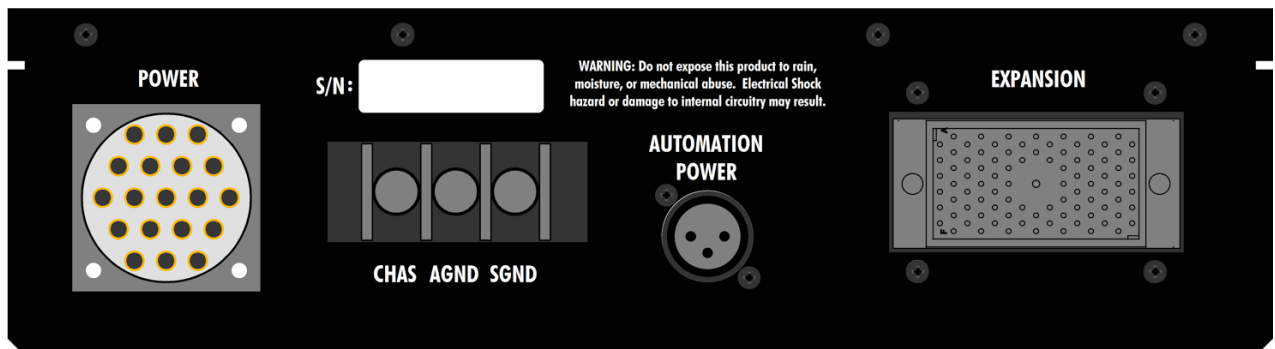 POWER
S/N:
WARNING: Do not expose this product to rain,
moisture, or mechanical abuse. Electrical Shock
hazard or damage to internal circuitry may result.
EXPANSION
AUTOMATION
POWER
CHAS AGND SGND
A
F